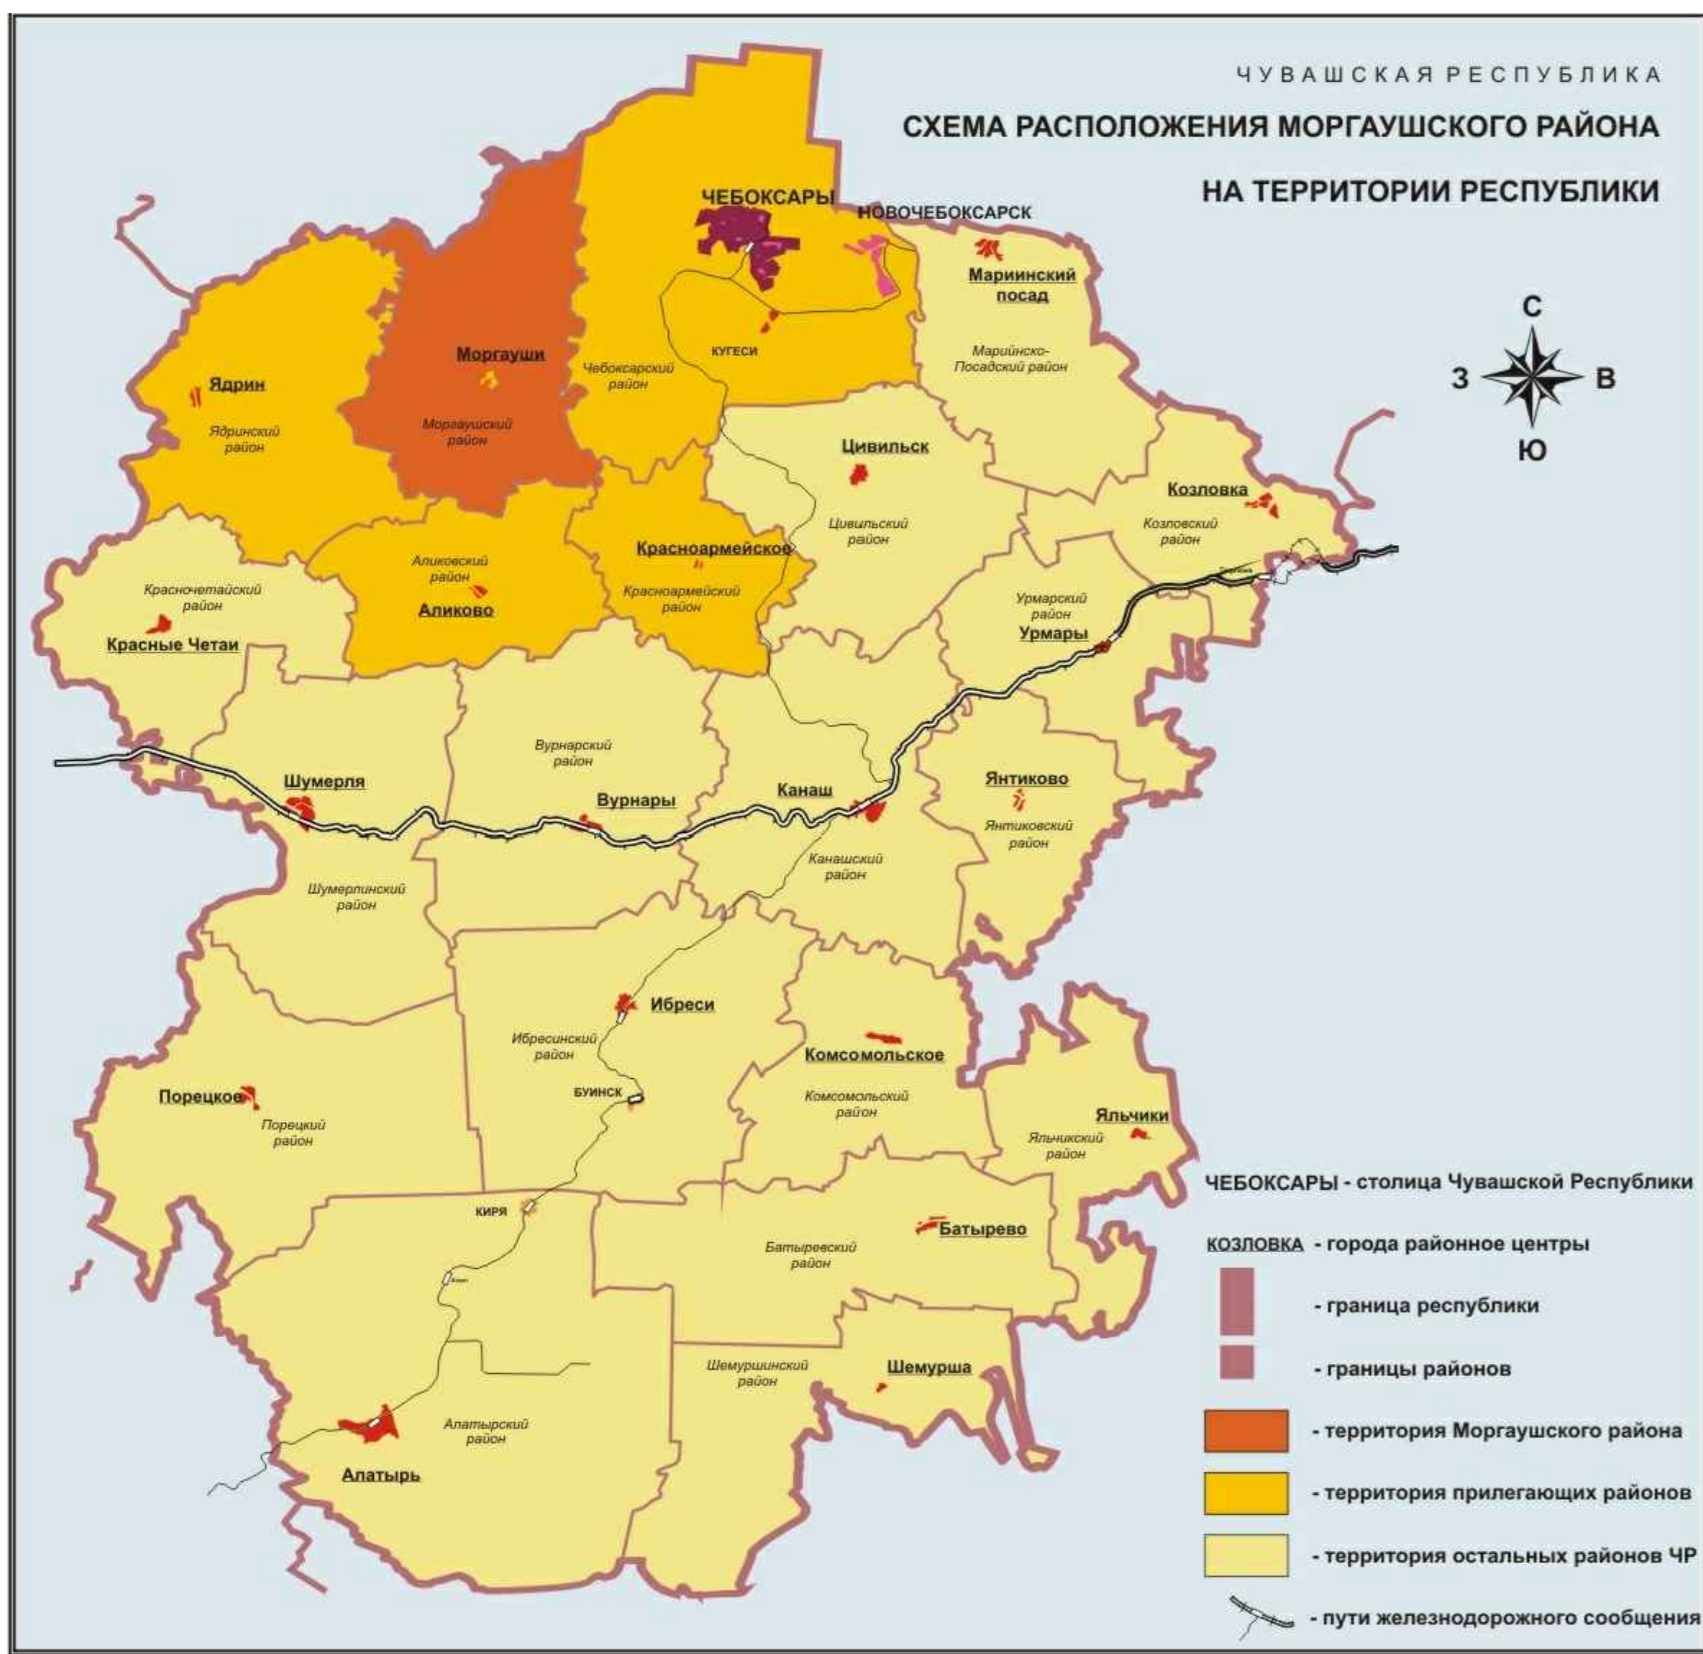 ЧУВАШСКАЯ РЕСПУБЛИКА
СХЕМА РАСПОЛОЖЕНИЯ МОРГАУШСКОГО РАЙОНА
НА ТЕРРИТОРИИ РЕСПУБЛИКИ
ЧЕБОКСАРЫ
НОВОЧЕБОКСАРСК
Мариинский
посад
С
З
В
Ю
КУГЕСИ
Марийнско-
Посадский район
Моргауши
Чебоксарский
район
Ядрин
Моргаушский
район
Ядринский
район
Цивильск
Козловка
Цивильский
район
Козловский
район
Красноармейское
Аликовский
район
Красноармейский
район
Аликово
Красночетайский
район
Красные Четаи
Урмарский
район
Урмары
Вурнарский
район
Шумерля
Вурнары
Канаш
Янтиково
Янтиковский
район
Канашский
район
Шумерлинский
район
Ибреси
Ибресинский
район
Комсомольское
Комсомольский
район
БУИНСК
Порецкое
Порецкий
район
Яльчики
Яльчикский
район
КИРЯ
Батырево
Батыревский
район
Шемуршинский
район
Шемурша
Алатырский
район
Алатырь
ЧЕБОКСАРЫ - столица Чувашской Республики
КОЗЛОВКА - города районное центры
- граница республики
- границы районов
- территория Моргаушского района
- территория прилегающих районов
- территория остальных районов ЧР
- пути железнодорожного сообщения